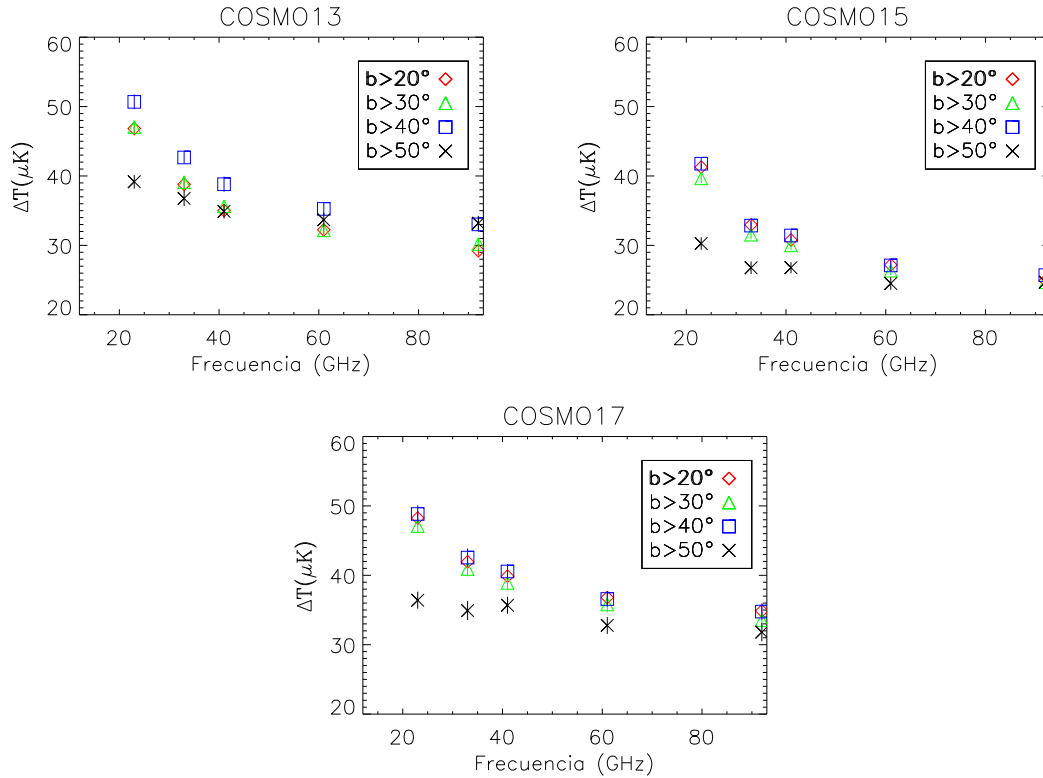 COSMO13
60
50
40
30
20
ΔT(μK)
b>20°
b>30°
b>40°
b>50°
20 40 60 80
Frecuencia (GHz)
COSMO15
60
50
40
30
20
ΔT(μK)
b>20°
b>30°
b>40°
b>50°
20 40 60 80
Frecuencia (GHz)
COSMO17
60
50
40
30
20
ΔT(μK)
b>20°
b>30°
b>40°
b>50°
20 40 60 80
Frecuencia (GHz)